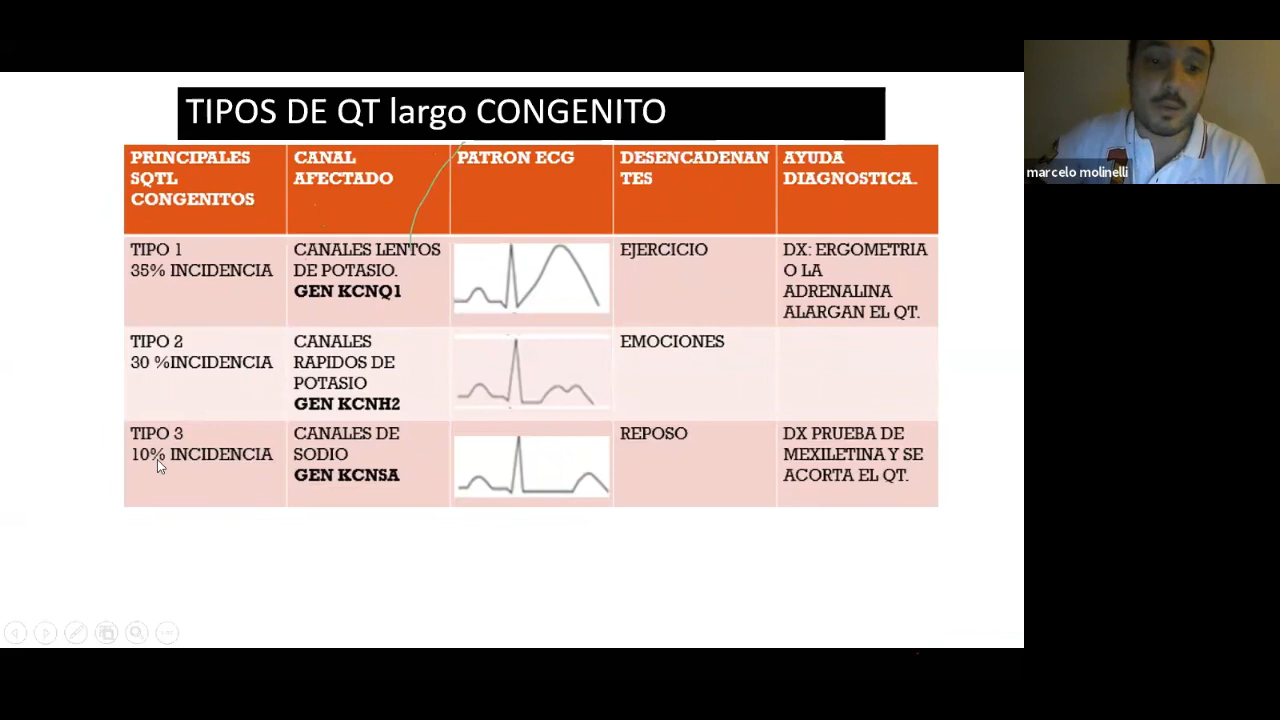 TIPOS DE QT largo CONGENITO
PRINCIPALES
SQTL
CONGENITOS
CANAL
AFECTADO
PATRON ECG
DESENCADENAN
TES
AYUDA
DIAGNOSTICA.
TIPO 1
35% INCIDENCIA
CANALES LENTOS
DE POTASIO.
GEN KCNQ1
EJERCICIO
DX: ERGOMETRIA
O LA
ADRENALINA
ALARGAN EL QT.
TIPO 2
30 %INCIDENCIA
CANALES
RAPIDOS DE
POTASIO
GEN KCNH2
EMOCIONES
TIPO 3
10% INCIDENCIA
CANALES DE
SODIO
GEN KCNSA
REPOSO
DX PRUEBA DE
MEXILETINA Y SE
ACORTA EL QT.
marcelo molinelli